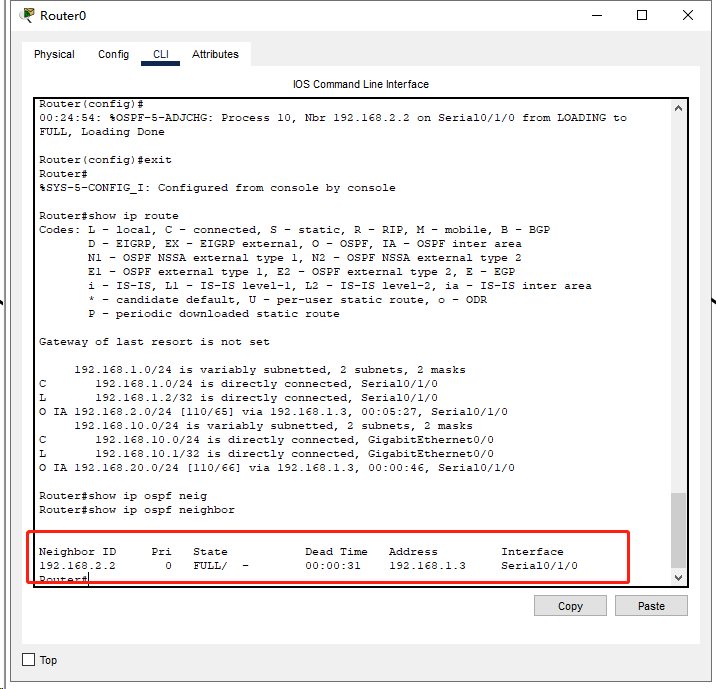 Router0
Physical Config CLI Attributes
IOS Command Line Interface
Router(config)#
00:24:54: %OSPF-5-ADJCHG: Process 10, Nbr 192.168.2.2 on Serial0/1/0 from LOADING to
FULL, Loading Done
Router(config)#exit
Router#
%SYS-5-CONFIG_I: Configured from console by console
Router#show ip route
Codes: L - local, C - connected, S - static, R - RIP, M - mobile, B - BGP
D - EIGRP, EX - EIGRP external, O - OSPF, IA - OSPF inter area
N1 - OSPF NSSA external type 1, N2 - OSPF NSSA external type 2
E1 - OSPF external type 1, E2 - OSPF external type 2, E - EGP
i - IS-IS, L1 - IS-IS level-1, L2 - IS-IS level-2, ia - IS-IS inter area
* - candidate default, U - per-user static route, o - ODR
P - periodic downloaded static route
Gateway of last resort is not set
192.168.1.0/24 is variably subnetted, 2 subnets, 2 masks
C 192.168.1.0/24 is directly connected, Serial0/1/0
L 192.168.1.2/32 is directly connected, Serial0/1/0
O IA 192.168.2.0/24 [110/65] via 192.168.1.3, 00:05:27, Serial0/1/0
192.168.10.0/24 is variably subnetted, 2 subnets, 2 masks
C 192.168.10.0/24 is directly connected, GigabitEthernet0/0
L 192.168.10.1/32 is directly connected, GigabitEthernet0/0
O IA 192.168.20.0/24 [110/66] via 192.168.1.3, 00:00:46, Serial0/1/0
Router#show ip ospf neig
Router#show ip ospf neighbor
Neighbor ID Pri State Dead Time Address Interface
192.168.2.2 0 FULL/ - 00:00:31 192.168.1.3 Serial0/1/0
Router#
Copy Paste
Top